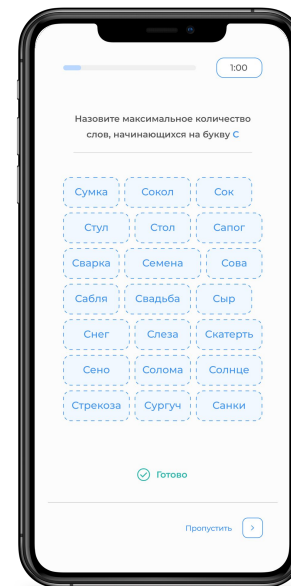 1:00
Назовите максимальное количество
слов, начинающихся на букву С
Сумка Сокол Сок
Стул Стол Сапог
Сварка Семена Сова
Сабля Свадьба Сыр
Снег Слеза Скатерть
Сено Солома Солнце
Стрекоза Сургуч Санки
Готово
Пропустить